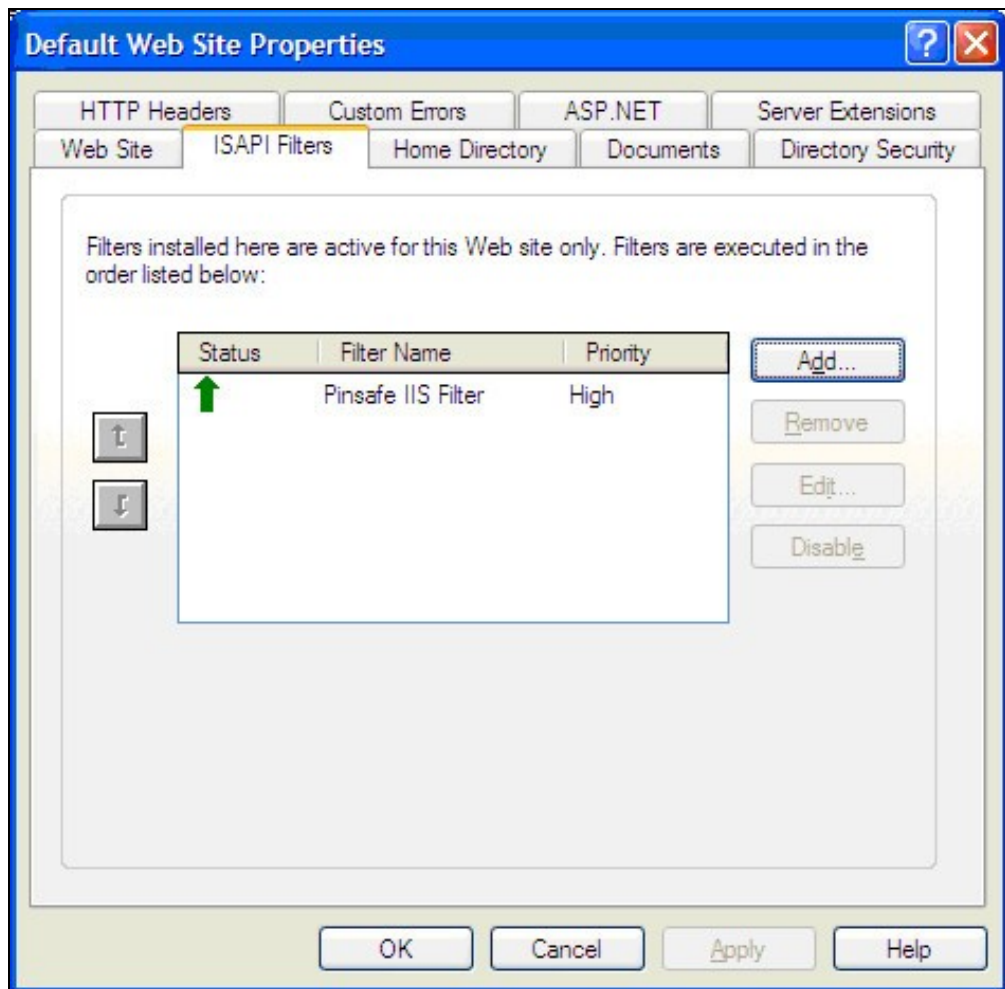 Default Web Site Properties
HTTP Headers Custom Errors ASP.NET Server Extensions
Web Site ISAPI Filters Home Directory Documents Directory Security
Filters installed here are active for this Web site only. Filters are executed in the
order listed below:
Status Filter Name Priority
Pinsafe IIS Filter High
Add...
Remove
Edit...
Disable
OK Cancel Apply Help